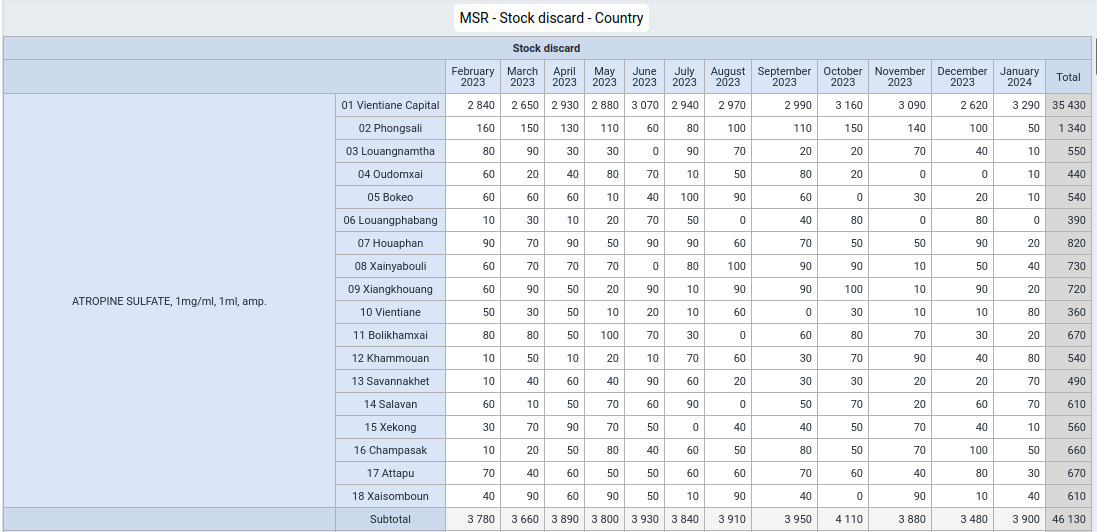 MSR - Stock discard - Country
Stock discard
February 2023 March 2023 April 2023 May 2023 June 2023 July 2023 August 2023 September 2023 October 2023 November 2023 December 2023 January 2024 Total
ATROPINE SULFATE, 1mg/ml, 1ml, amp.
01 Vientiane Capital 2 840 2 650 2 930 2 880 3 070 2 940 2 970 2 990 3 160 3 090 2 620 3 290 35 430
02 Phongsali 160 150 130 110 60 80 100 110 150 140 100 50 1 340
03 Louangnamtha 80 90 30 30 0 90 70 20 20 70 40 10 550
04 Oudomxai 60 20 40 80 70 10 50 80 20 0 0 10 440
05 Bokeo 60 60 60 10 40 100 90 60 0 30 20 10 540
06 Louangphabang 10 30 10 20 70 50 0 40 80 0 80 0 390
07 Houaphan 90 70 90 50 90 90 60 70 50 50 90 20 820
08 Xainyabouli 60 70 70 70 0 80 100 90 90 10 50 40 730
09 Xiangkhouang 60 90 50 20 90 10 90 90 100 10 90 20 720
10 Vientiane 50 30 50 10 20 10 60 0 30 10 10 80 360
11 Bolikhamxai 80 80 50 100 70 30 0 60 80 70 30 20 670
12 Khammouan 10 50 10 20 10 70 60 30 70 90 40 80 540
13 Savannakhet 10 40 60 40 90 60 20 30 30 20 20 70 490
14 Salavan 60 10 50 70 60 90 0 50 70 20 60 70 610
15 Xekong 30 70 90 70 50 0 40 40 50 70 40 10 560
16 Champasak 10 20 50 80 40 60 50 80 50 70 100 50 660
17 Attapu 70 40 60 50 50 60 60 70 60 40 80 30 670
18 Xaisomboun 40 90 60 90 50 10 90 40 0 90 10 40 610
Subtotal 3 780 3 660 3 890 3 800 3 930 3 840 3 910 3 950 4 110 3 880 3 480 3 900 46 130